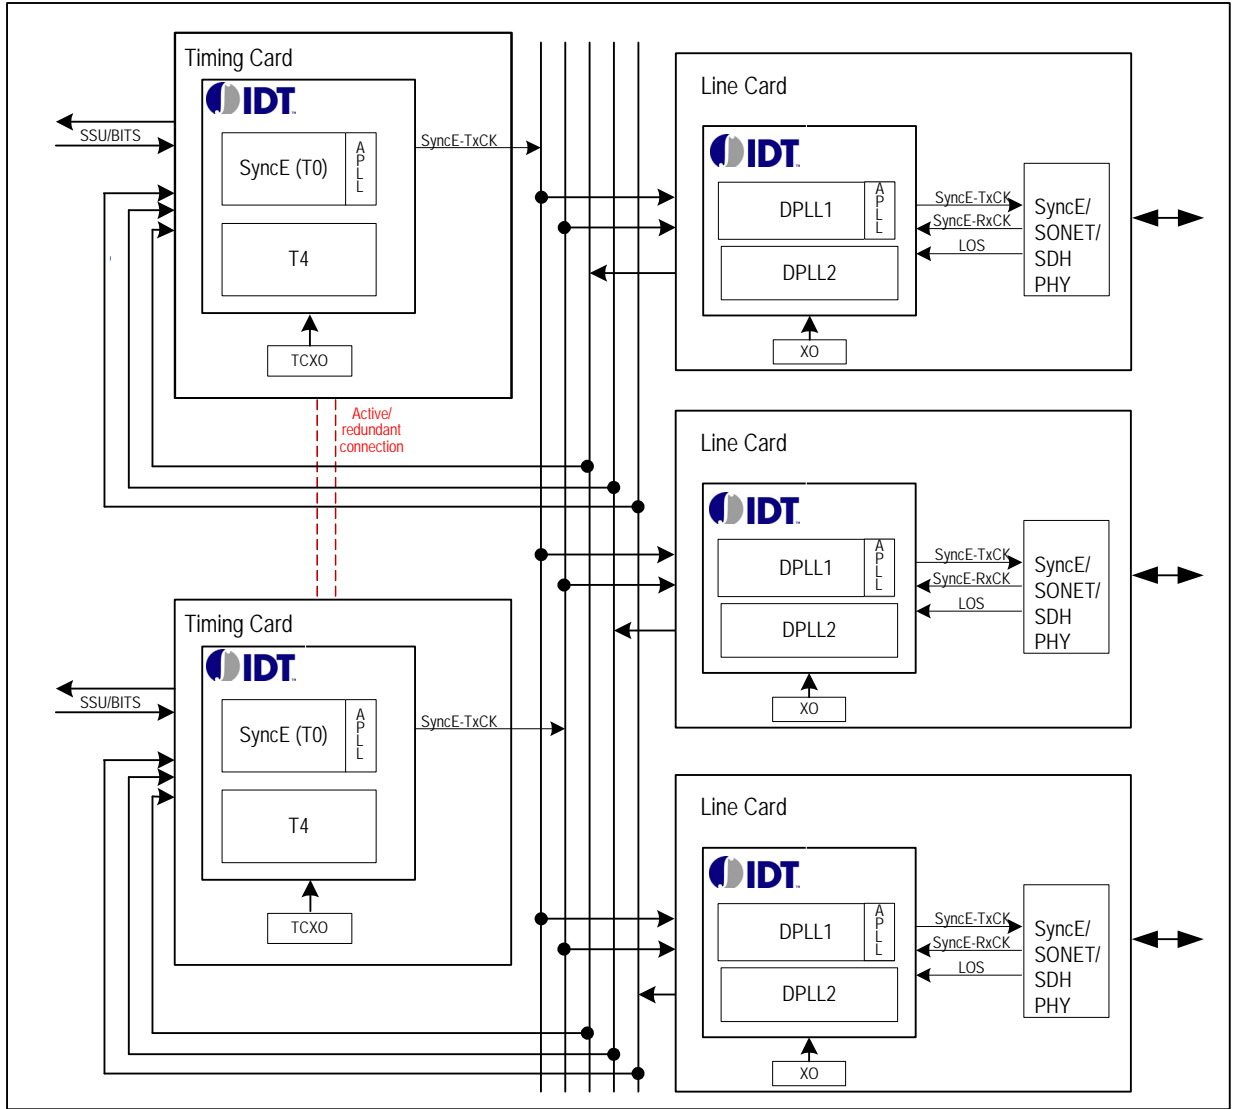 Timing Card
IDT
SSU/BITS
SyncE (T0)
APLL
SyncE-TxCK
T4
TCXO
Active/
redundant
connection
Timing Card
IDT
SSU/BITS
SyncE (T0)
APLL
SyncE-TxCK
T4
TCXO
Line Card
IDT
DPLL1
APLL
DPLL2
XO
SyncE-TxCK
SyncE-RxCK
LOS
SyncE/
SONET/
SDH
PHY
Line Card
IDT
DPLL1
APLL
DPLL2
XO
SyncE-TxCK
SyncE-RxCK
LOS
SyncE/
SONET/
SDH
PHY
Line Card
IDT
DPLL1
APLL
DPLL2
XO
SyncE-TxCK
SyncE-RxCK
LOS
SyncE/
SONET/
SDH
PHY